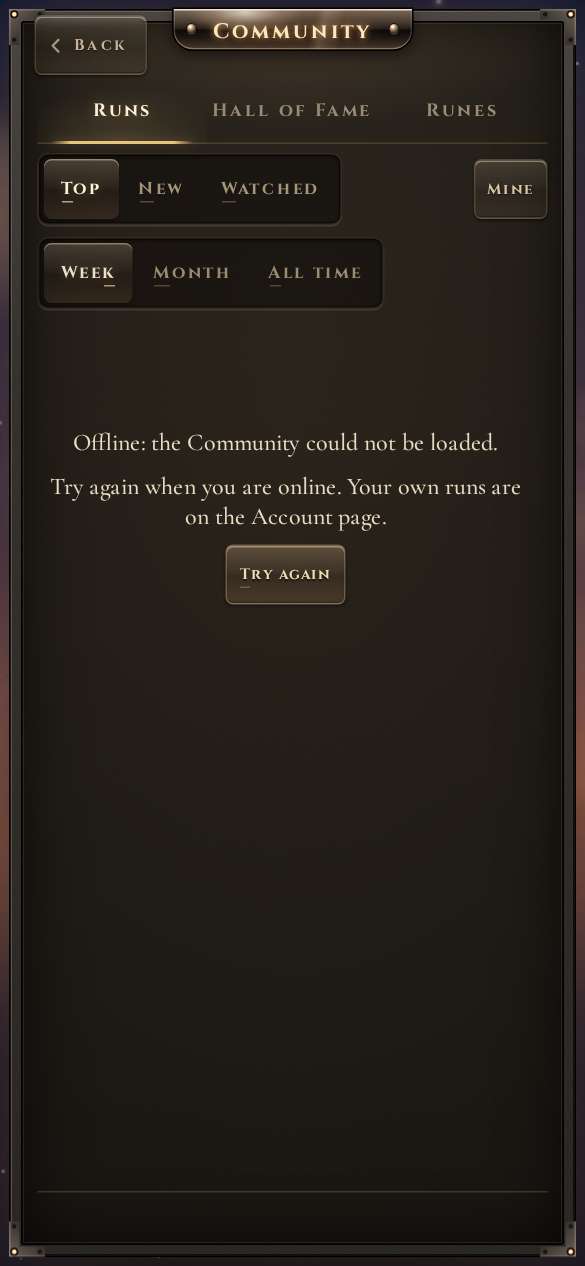 Back
Community
Runs
Hall of Fame
Runes
Top
New
Watched
Mine
Week
Month
All time
Offline: the Community could not be loaded.
Try again when you are online. Your own runs are
on the Account page.
Try again